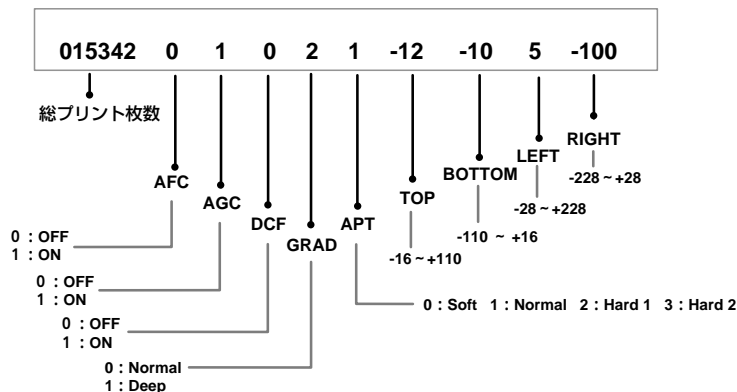 015342 0 1 0 2 1 -12 -10 5 -100
総プリント枚数
AFC
AGC
DCF
GRAD
APT
TOP
BOTTOM
LEFT
RIGHT
-228 ~ +28
-28 ~ +228
-110 ~ +16
-16 ~ +110
0 : OFF
1 : ON
0 : OFF
1 : ON
0 : OFF
1 : ON
0 : Normal
1 : Deep
0 : Soft 1 : Normal 2 : Hard 1 3 : Hard 2